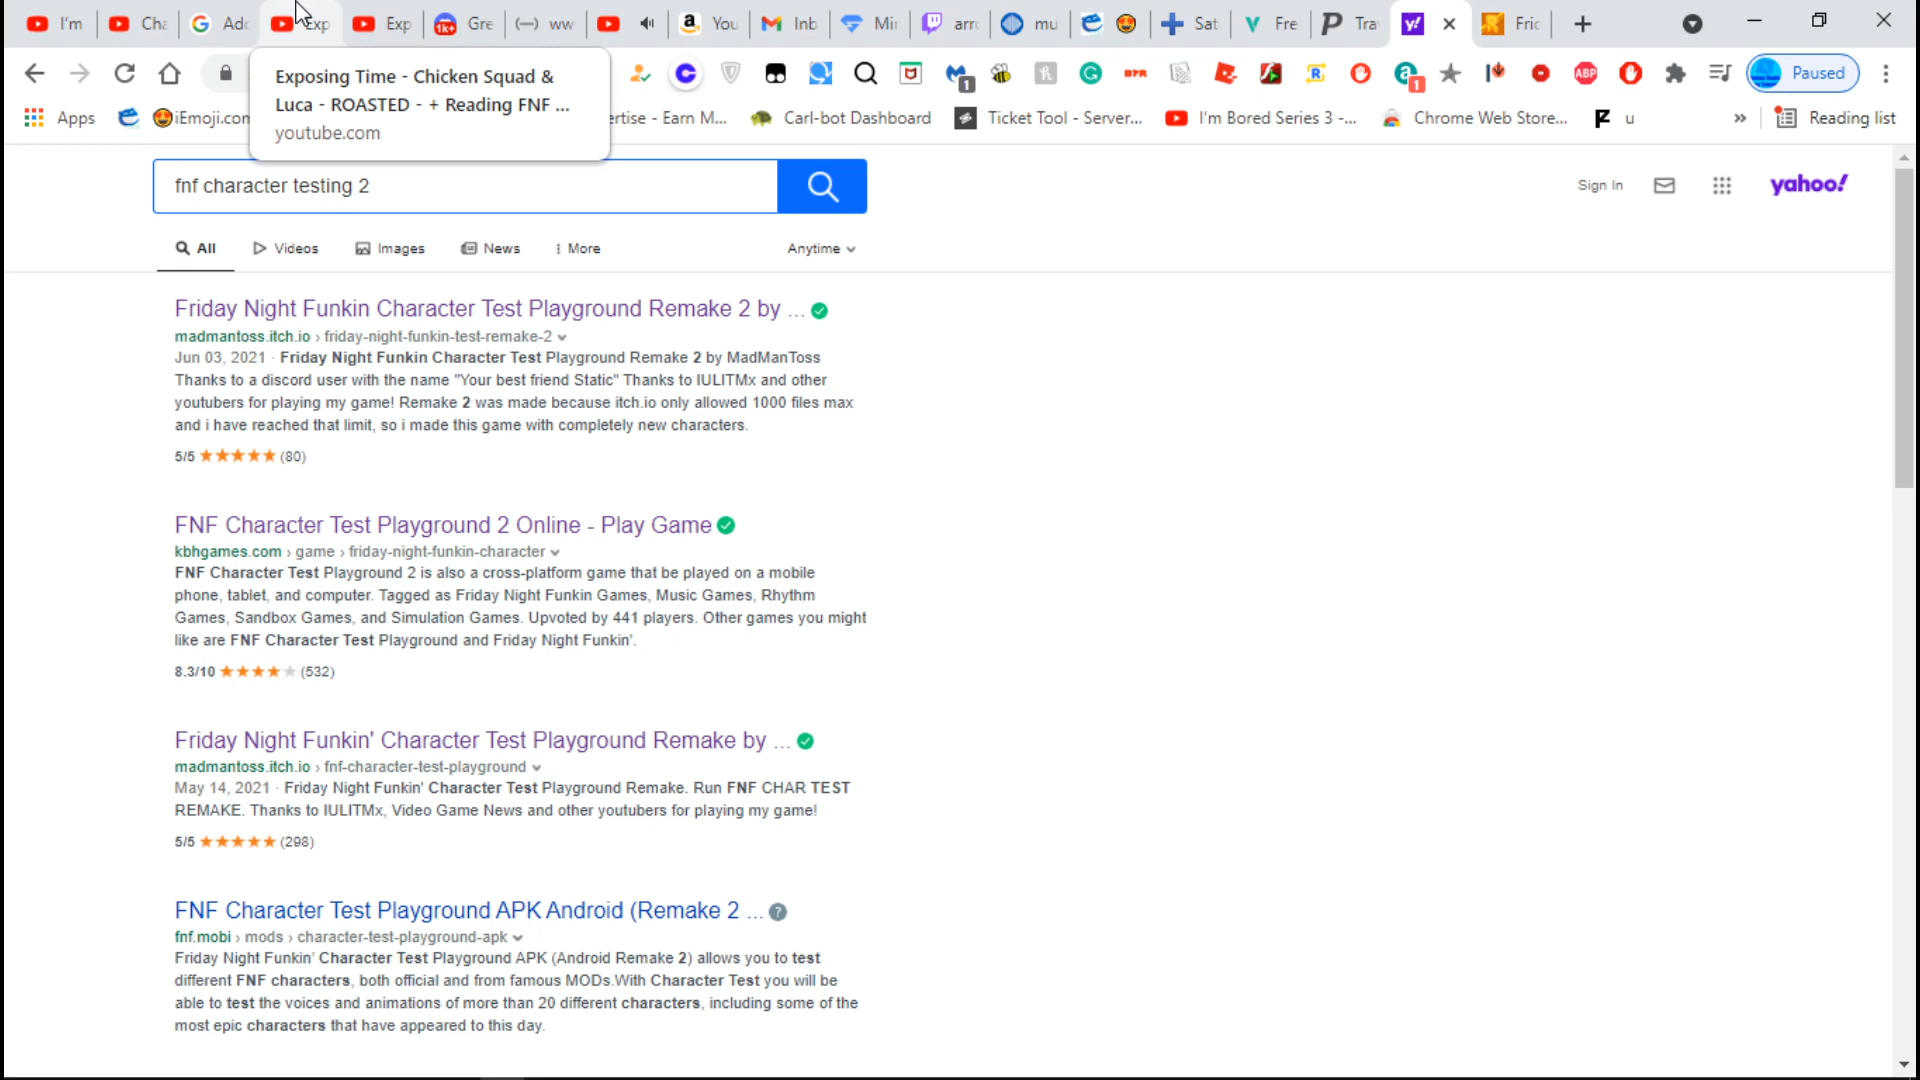 I'm
Cha
Adc
Exp
Exp
Gre
ww
You
Inb
Mir
arr
mu
Sat
Fre
Tra
Fric
Exposing Time - Chicken Squad &
Luca - ROASTED - + Reading FNF ...
youtube.com
Paused
Apps
iEmoji.con
ertise - Earn M...
Carl-bot Dashboard
Ticket Tool - Server...
I'm Bored Series 3 -...
Chrome Web Store...
u
»
Reading list
fnf character testing 2
Sign In
yahoo!
All
Videos
Images
News
More
Anytime
Friday Night Funkin Character Test Playground Remake 2 by ...
madmantoss.itch.io › friday-night-funkin-test-remake-2
Jun 03, 2021 · Friday Night Funkin Character Test Playground Remake 2 by MadManToss
Thanks to a discord user with the name "Your best friend Static" Thanks to IULITMx and other
youtubers for playing my game! Remake 2 was made because itch.io only allowed 1000 files max
and i have reached that limit, so i made this game with completely new characters.
5/5 ★★★★★ (80)
FNF Character Test Playground 2 Online - Play Game
kbhgames.com › game › friday-night-funkin-character
FNF Character Test Playground 2 is also a cross-platform game that be played on a mobile
phone, tablet, and computer. Tagged as Friday Night Funkin Games, Music Games, Rhythm
Games, Sandbox Games, and Simulation Games. Upvoted by 441 players. Other games you might
like are FNF Character Test Playground and Friday Night Funkin'.
8.3/10 ★★★★★ (532)
Friday Night Funkin' Character Test Playground Remake by ...
madmantoss.itch.io › fnf-character-test-playground
May 14, 2021 · Friday Night Funkin' Character Test Playground Remake. Run FNF CHAR TEST
REMAKE. Thanks to IULITMx, Video Game News and other youtubers for playing my game!
5/5 ★★★★★ (298)
FNF Character Test Playground APK Android (Remake 2 ...
fnf.mobi › mods › character-test-playground-apk
Friday Night Funkin' Character Test Playground APK (Android Remake 2) allows you to test
different FNF characters, both official and from famous MODs.With Character Test you will be
able to test the voices and animations of more than 20 different characters, including some of the
most epic characters that have appeared to this day.